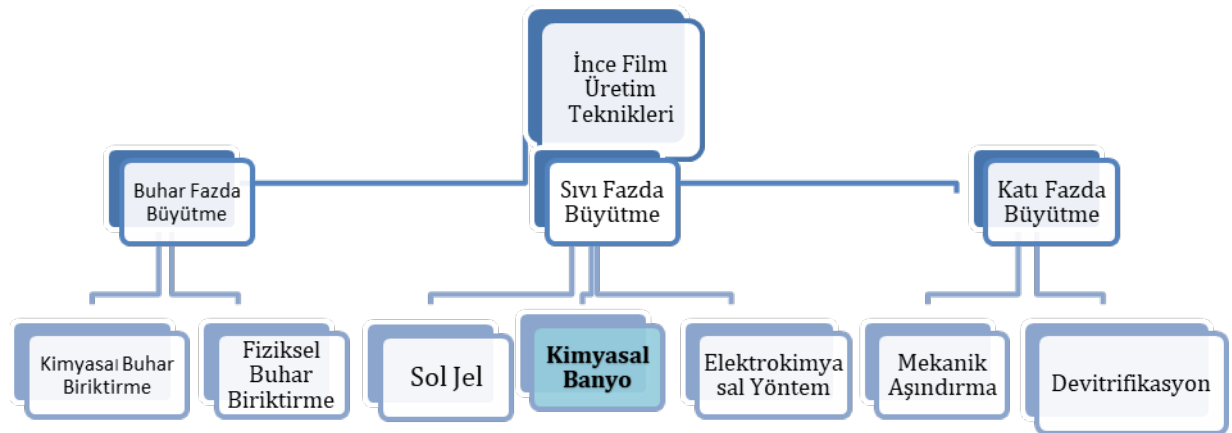 İnce Film
Üretim
Teknikleri
Buhar Fazda
Büyütme
Sıvı Fazda
Büyütme
Katı Fazda
Büyütme
Kimyasal Buhar
Biriktirme
Fiziksel
Buhar
Biriktirme
Sol Jel
Kimyasal
Banyo
Elektrokimya
sal Yöntem
Mekanik
Aşındırma
Devitrifikasyon